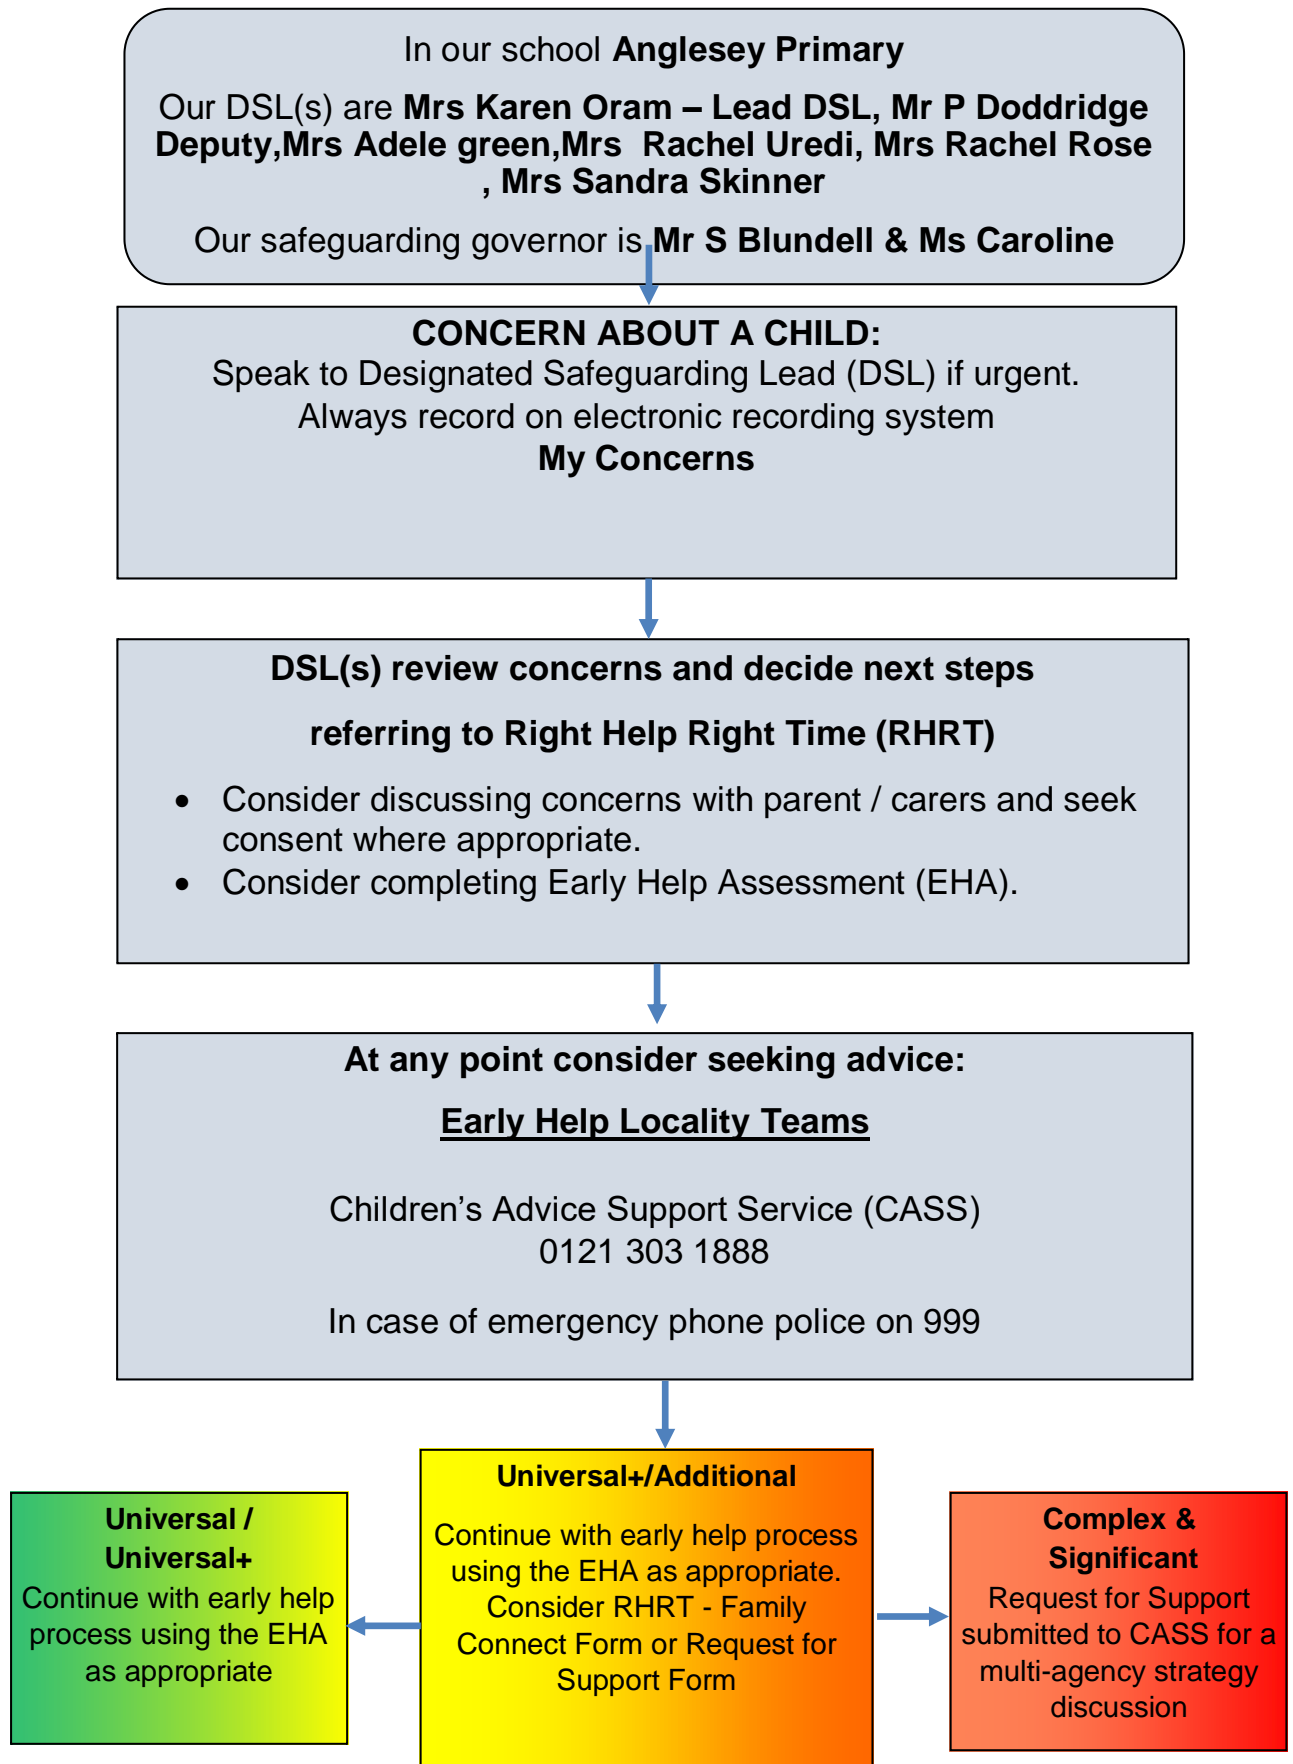 In our school Anglesey Primary
Our DSL(s) are Mrs Karen Oram – Lead DSL, Mr P Doddridge
Deputy,Mrs Adele green,Mrs Rachel Uredi, Mrs Rachel Rose
, Mrs Sandra Skinner
Our safeguarding governor is Mr S Blundell & Ms Caroline
CONCERN ABOUT A CHILD:
Speak to Designated Safeguarding Lead (DSL) if urgent.
Always record on electronic recording system
My Concerns
DSL(s) review concerns and decide next steps
referring to Right Help Right Time (RHRT)
• Consider discussing concerns with parent / carers and seek
consent where appropriate.
• Consider completing Early Help Assessment (EHA).
At any point consider seeking advice:
Early Help Locality Teams
Children’s Advice Support Service (CASS)
0121 303 1888
In case of emergency phone police on 999
Universal /
Universal+
Continue with early help
process using the EHA
as appropriate
Universal+/Additional
Continue with early help process
using the EHA as appropriate.
Consider RHRT - Family
Connect Form or Request for
Support Form
Complex &
Significant
Request for Support
submitted to CASS for a
multi-agency strategy
discussion